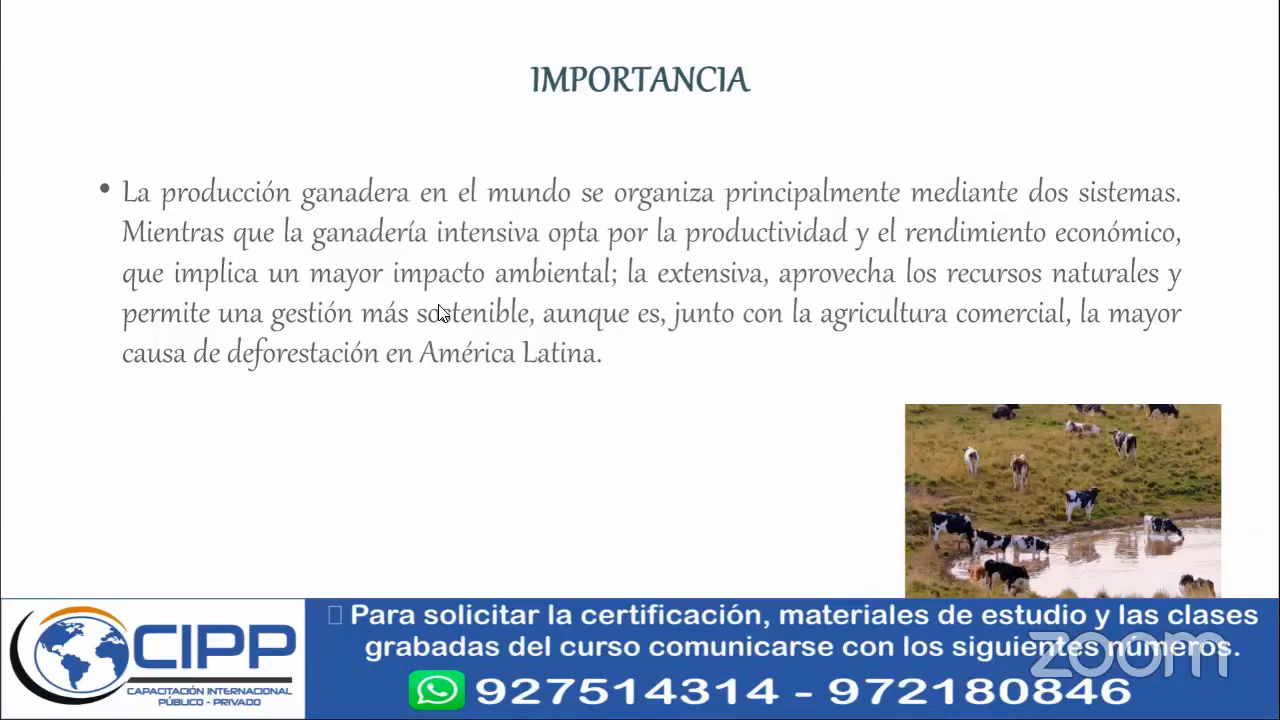 IMPORTANCIA
• La producción ganadera en el mundo se organiza principalmente mediante dos sistemas.
Mientras que la ganadería intensiva opta por la productividad y el rendimiento económico,
que implica un mayor impacto ambiental; la extensiva, aprovecha los recursos naturales y
permite una gestión más sostenible, aunque es, junto con la agricultura comercial, la mayor
causa de deforestación en América Latina.
CIPP
CAPACITACIÓN INTERNACIONAL
PÚBLICO - PRIVADO
Para solicitar la certificación, materiales de estudio y las clases
grabadas del curso comunicarse con los siguientes números.
927514314 - 972180846
zoom